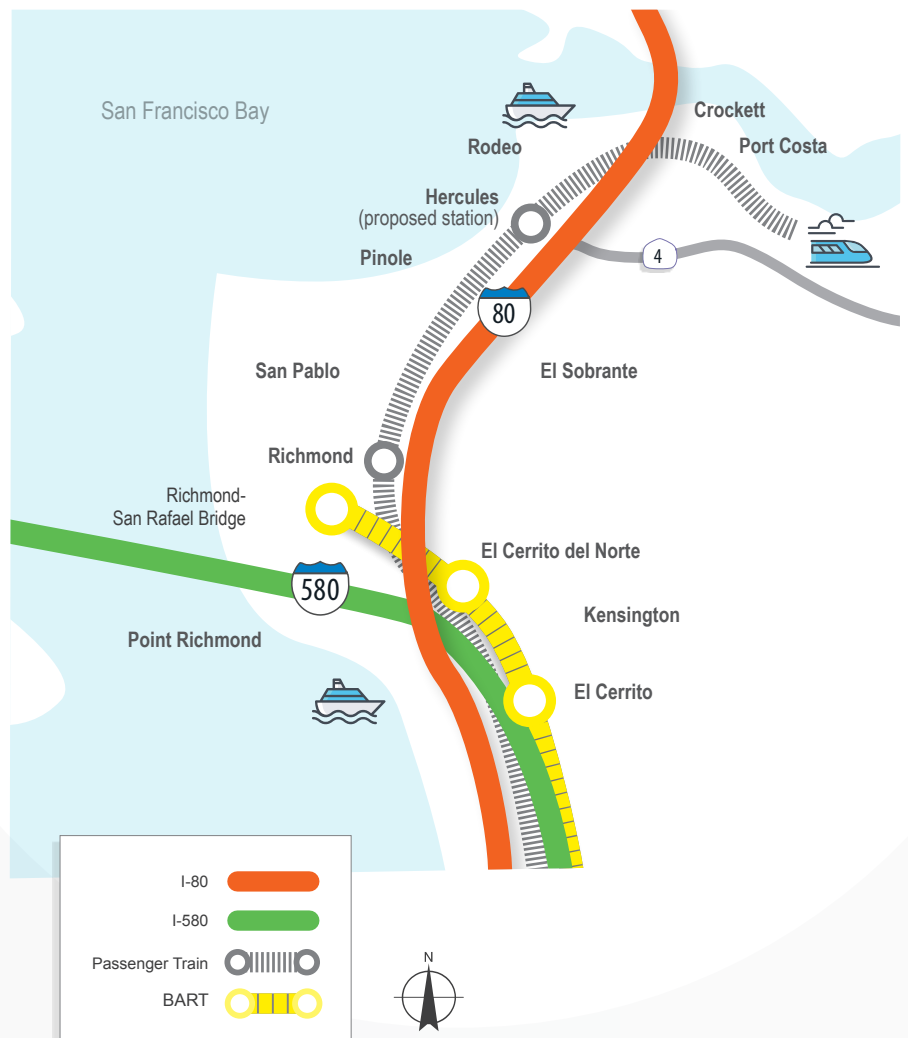 San Francisco Bay
Crockett
Port Costa
Rodeo
Hercules
(proposed station)
Pinole
4
80
San Pablo
El Sobrante
Richmond
Richmond-
San Rafael Bridge
El Cerrito del Norte
580
Kensington
Point Richmond
El Cerrito
I-80
I-580
Passenger Train
BART
N